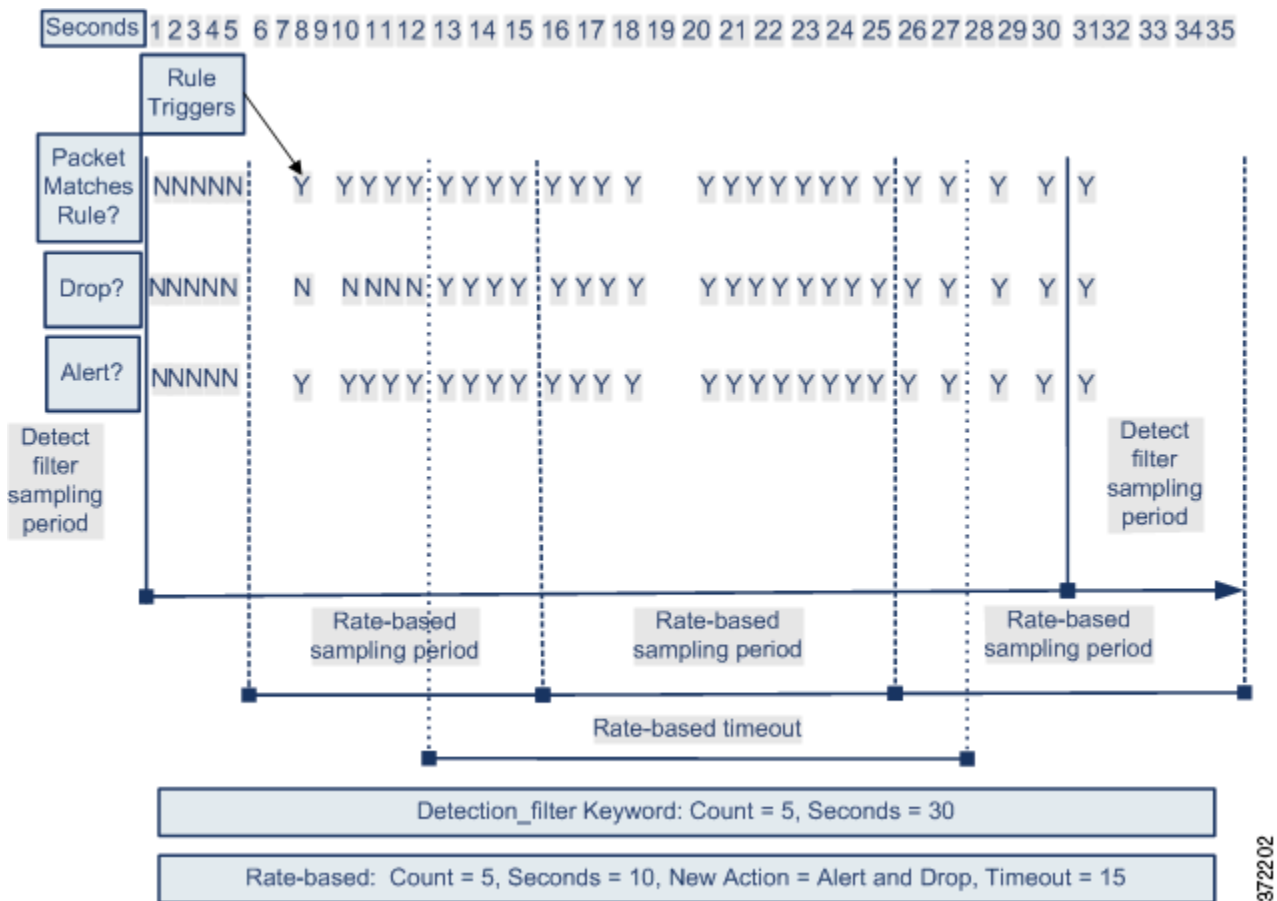 Seconds 1 2 3 4 5 6 7 8 9 10 11 12 13 14 15 16 17 18 19 20 21 22 23 24 25 26 27 28 29 30 31 32 33 34 35
Rule
Triggers
Packet
Matches
Rule?
NNNNN Y Y Y Y Y Y Y Y Y Y Y Y Y Y Y Y Y Y Y Y Y Y Y Y Y Y
Drop?
NNNNN N N N N N Y Y Y Y Y Y Y Y Y Y Y Y Y Y Y Y Y Y Y Y Y
Alert?
NNNNN Y Y Y Y Y Y Y Y Y Y Y Y Y Y Y Y Y Y Y Y Y Y Y Y Y Y
Detect
filter
sampling
period
Detect
filter
sampling
period
Rate-based
sampling period
Rate-based
sampling period
Rate-based
sampling period
Rate-based timeout
Detection_filter Keyword: Count = 5, Seconds = 30
Rate-based: Count = 5, Seconds = 10, New Action = Alert and Drop, Timeout = 15
372202